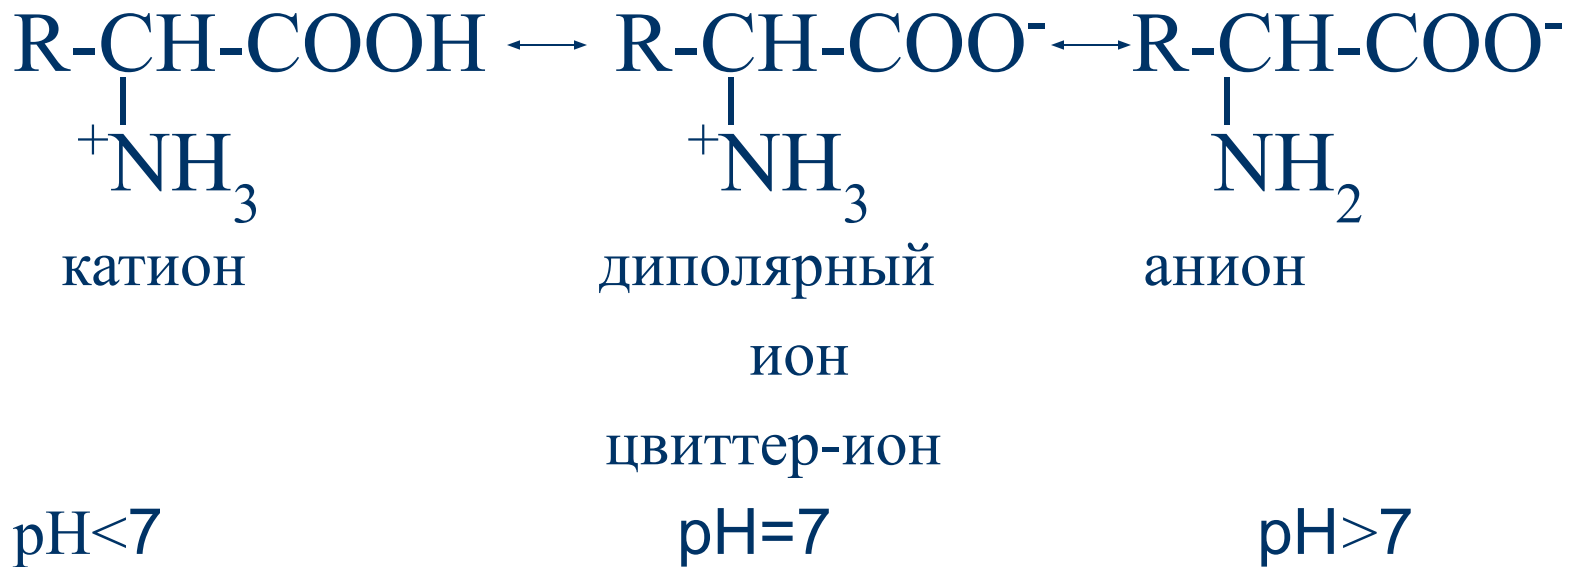 R-CH-COOH ↔ R-CH-COO⁻ ↔ R-CH-COO⁻
⁺NH₃ ⁺NH₃ NH₂
катион диполярный анион
ион
цвиттер-ион
pH<7 pH=7 pH>7